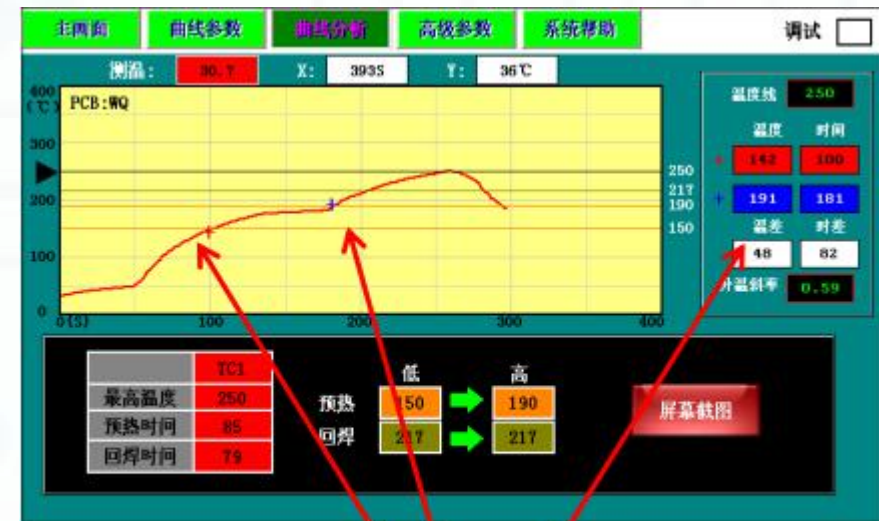 主画面 曲线参数 曲线分析 高级参数 系统帮助 调试
测温: 30.7 X: 3935 Y: 36℃
400
(℃)
PCB:WQ
300
200
100
0
0(S) 100 200 300 400
250
217
190
150
温度线 250
温度 时间
+ 142 100
+ 191 181
温差 时差
48 82
升温斜率 0.59
TC1
最高温度 250
预热时间 85
回焊时间 79
低 高
预热 150 190
回焊 217 217
屏幕截图